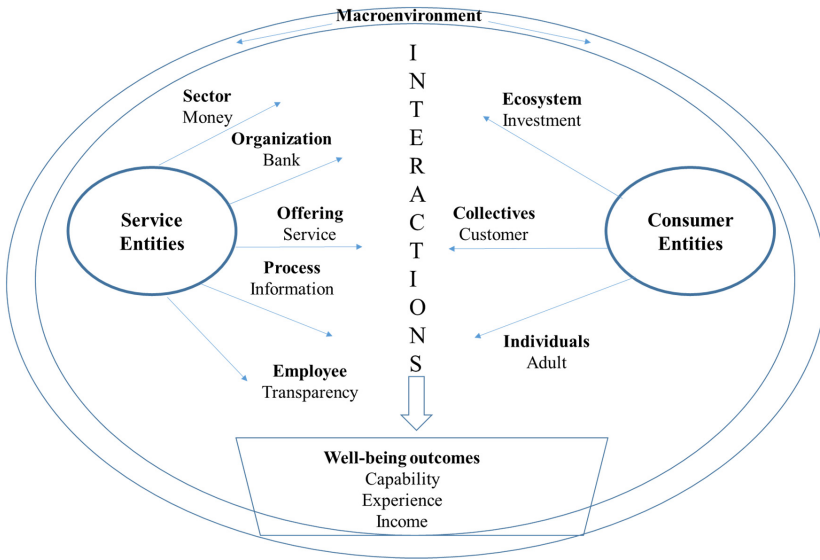 Macroenvironment
INTERACTIONS
Sector
Money
Organization
Bank
Offering
Service
Process
Information
Employee
Transparency
Service
Entities
Ecosystem
Investment
Collectives
Customer
Individuals
Adult
Consumer
Entities
Well-being outcomes
Capability
Experience
Income